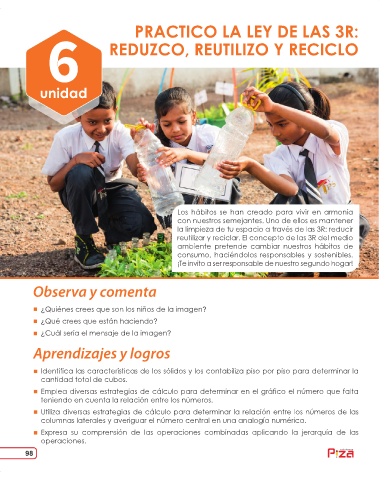 PRACTICO LA LEY DE LAS 3R:
REDUZCO, REUTILIZO Y RECICLO
6
unidad
Los hábitos se han creado para vivir en armonía
con nuestros semejantes. Uno de ellos es mantener
la limpieza de tu espacio a través de las 3R: reducir
reutilizar y reciclar. El concepto de las 3R del medio
ambiente pretende cambiar nuestros hábitos de
consumo, haciéndolos responsables y sostenibles.
¡Te invito a ser responsable de nuestro segundo hogar!
Observa y comenta
¿Quiénes crees que son los niños de la imagen?
¿Qué crees que están haciendo?
¿Cuál sería el mensaje de la imagen?
Aprendizajes y logros
Identifica las características de los sólidos y los contabiliza piso por piso para determinar la
cantidad total de cubos.
Emplea diversas estrategias de cálculo para determinar en el gráfico el número que falta
teniendo en cuenta la relación entre los números.
Utiliza diversas estrategias de cálculo para determinar la relación entre los números de las
columnas laterales y averiguar el número central en una analogía numérica.
Expresa su comprensión de las operaciones combinadas aplicando la jerarquía de las
operaciones.
98